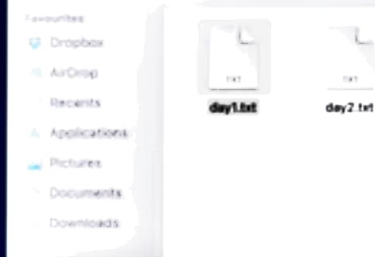 Favourites
Dropbox
AirDrop
Recents
Applications
Pictures
Documents
Downloads
TXT
TXT
day1.txt
day2.txt